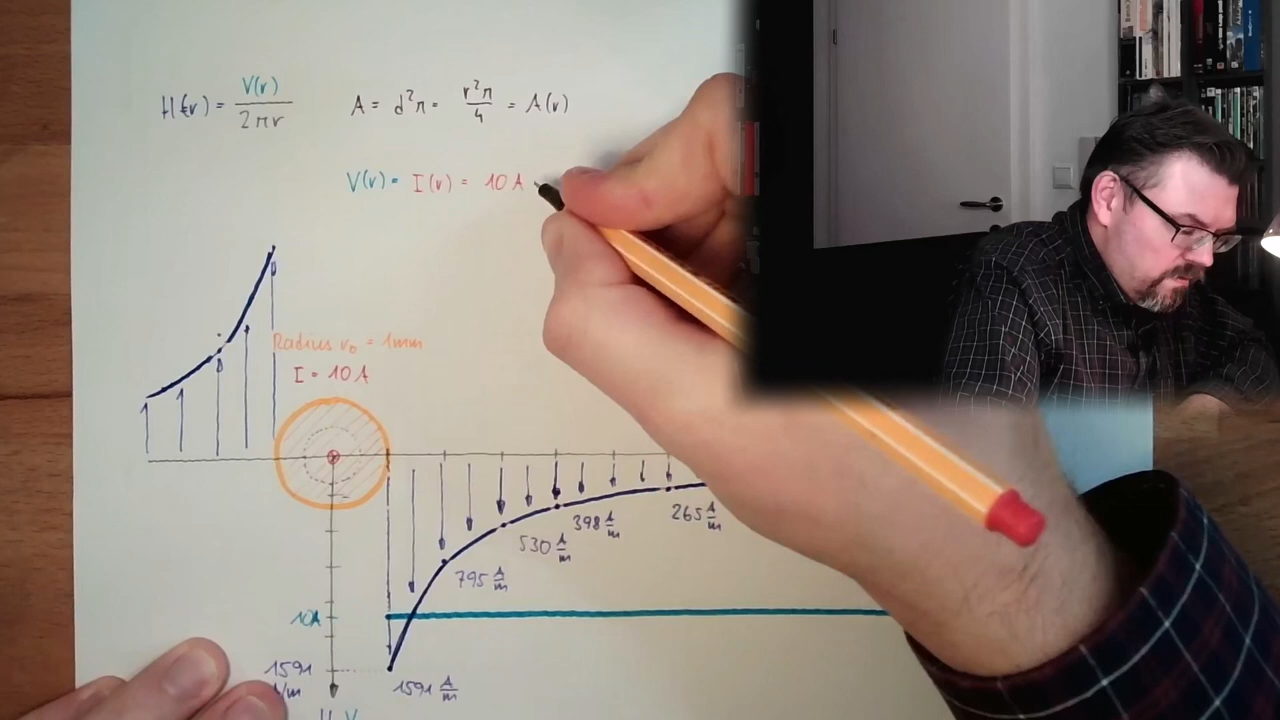 H(r) = V(r) / 2πr
A = d²π = r²π / 4 = A(r)
V(r) = I(r) = 10 A
Radius r₀ = 1mm
I = 10 A
265 A/m
398 A/m
530 A/m
795 A/m
10A
1591 A/m
1591 A/m
H V